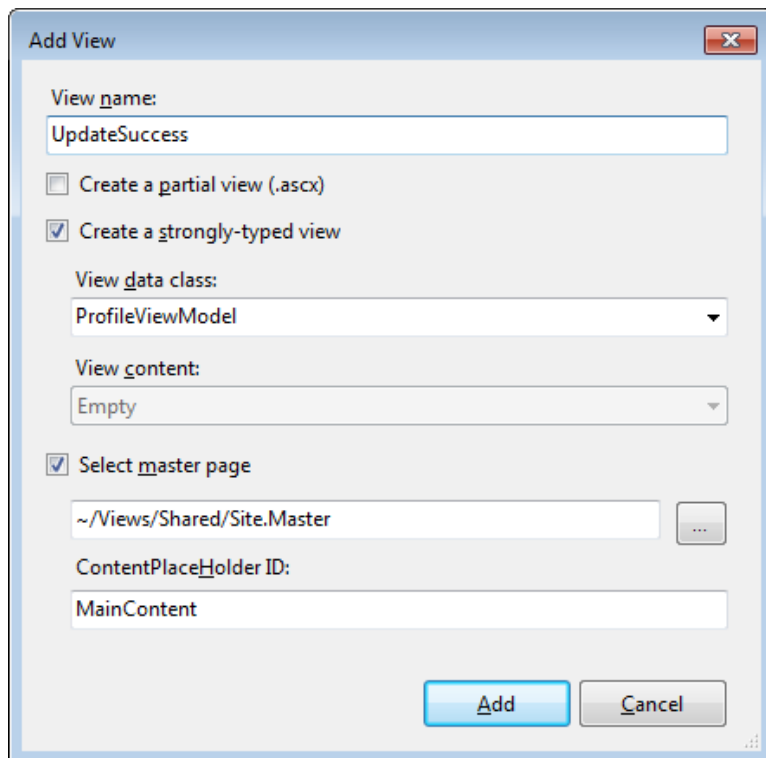 Add View
View name:
UpdateSuccess
Create a partial view (.ascx)
Create a strongly-typed view
View data class:
ProfileViewModel
View content:
Empty
Select master page
~/Views/Shared/Site.Master
...
ContentPlaceHolder ID:
MainContent
Add Cancel